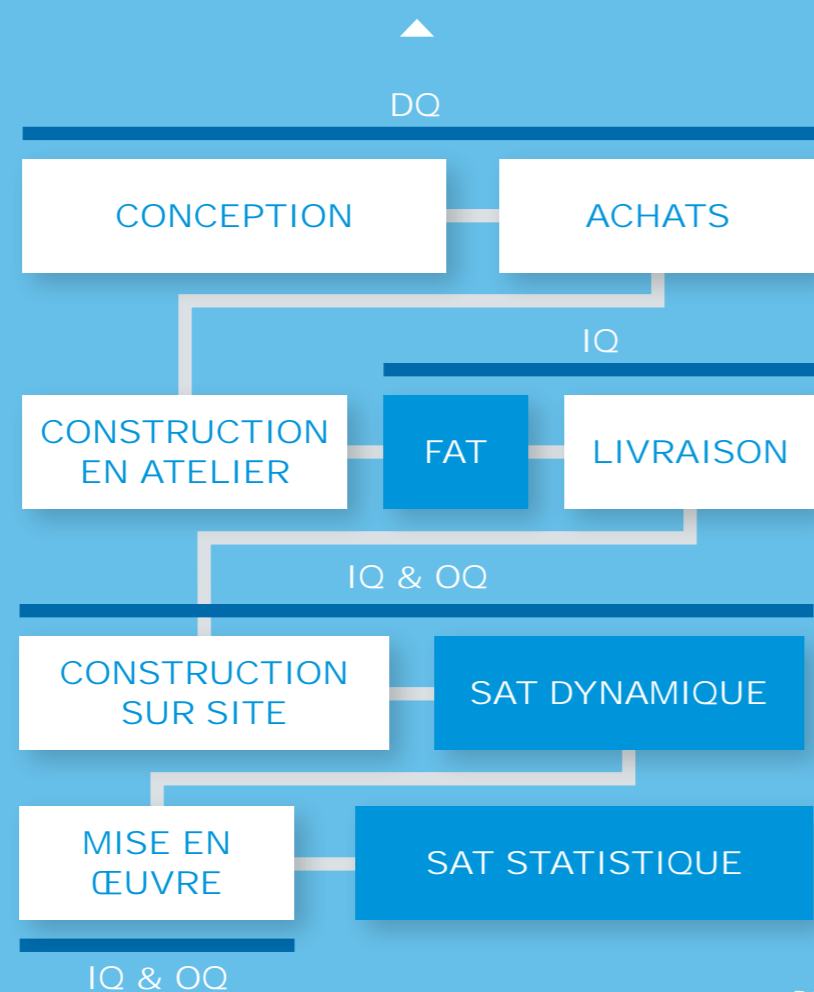 DQ
CONCEPTION
ACHATS
IQ
CONSTRUCTION
EN ATELIER
FAT
LIVRAISON
IQ & OQ
CONSTRUCTION
SUR SITE
SAT DYNAMIQUE
MISE EN
ŒUVRE
SAT STATISTIQUE
IQ & OQ